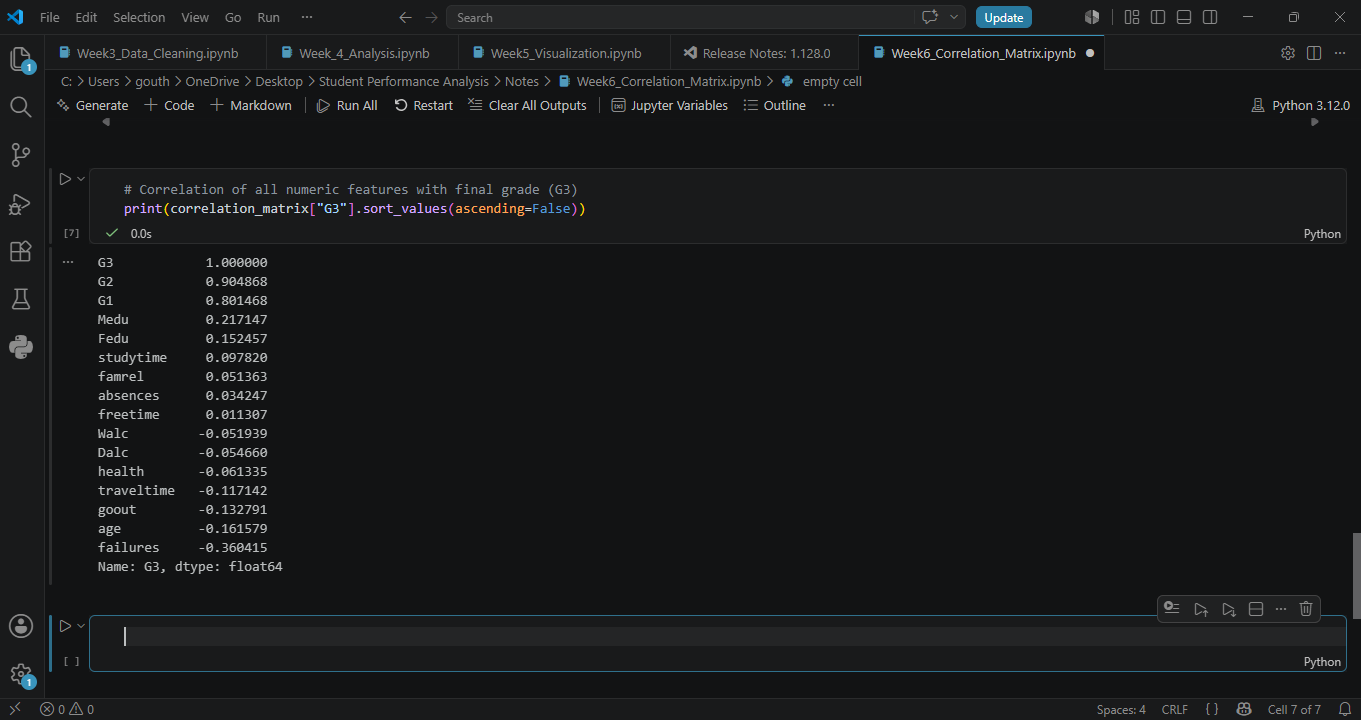 File Edit Selection View Go Run ··· Search Update
Week3_Data_Cleaning.ipynb Week_4_Analysis.ipynb Week5_Visualization.ipynb Release Notes: 1.128.0 Week6_Correlation_Matrix.ipynb
C: > Users > gouth > OneDrive > Desktop > Student Performance Analysis > Notes > Week6_Correlation_Matrix.ipynb > empty cell
Generate + Code + Markdown Run All Restart Clear All Outputs Jupyter Variables Outline ··· Python 3.12.0
# Correlation of all numeric features with final grade (G3)
print(correlation_matrix["G3"].sort_values(ascending=False))
[7] 0.0s Python
G3 1.000000
G2 0.904868
G1 0.801468
Medu 0.217147
Fedu 0.152457
studytime 0.097820
famrel 0.051363
absences 0.034247
freetime 0.011307
Walc -0.051939
Dalc -0.054660
health -0.061335
traveltime -0.117142
goout -0.132791
age -0.161579
failures -0.360415
Name: G3, dtype: float64
[ ] Python
1
1
0 0 Spaces: 4 CRLF { } Cell 7 of 7